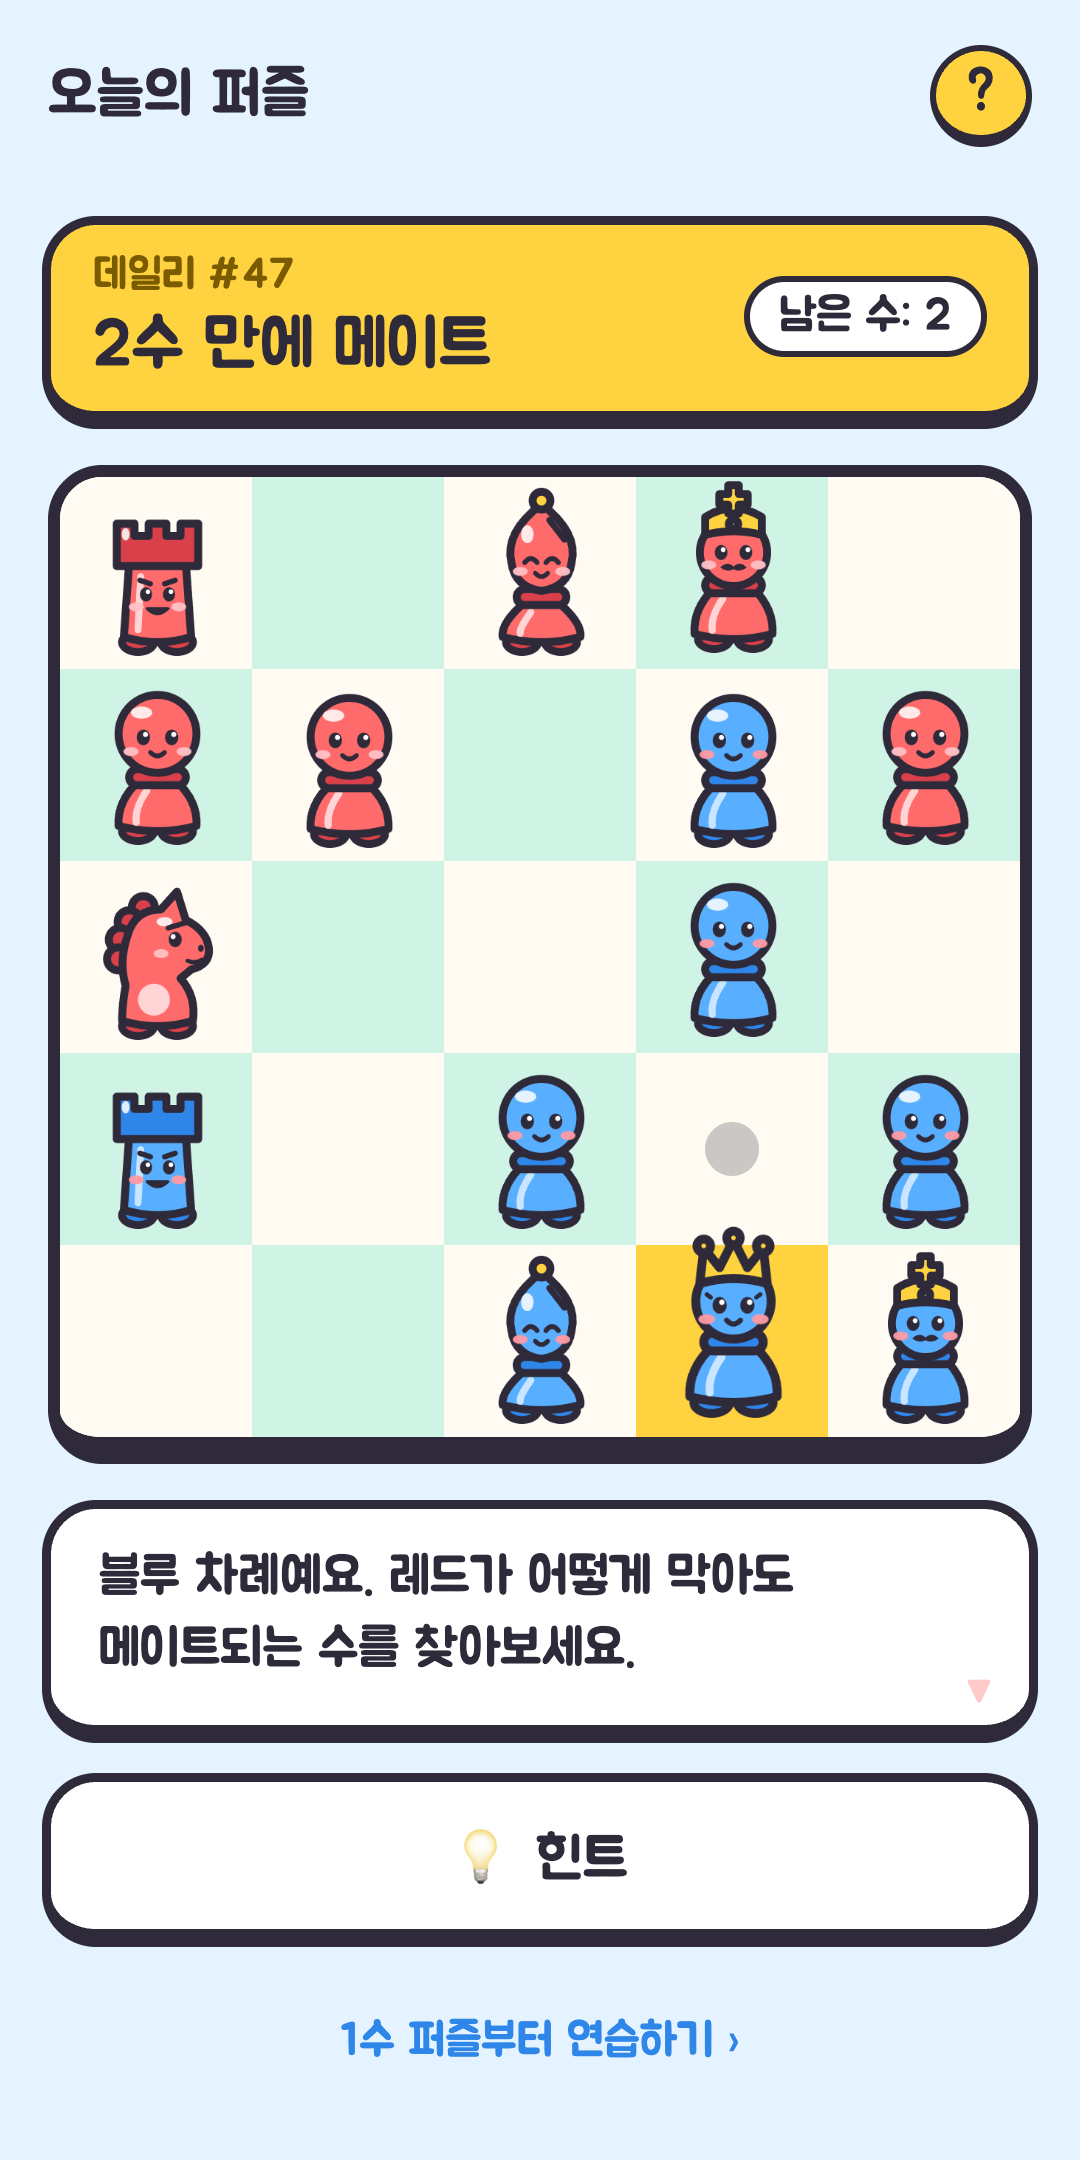 오늘의 퍼즐
?
데일리 #47
2수 만에 메이트
남은 수: 2
블루 차례예요. 레드가 어떻게 막아도
메이트되는 수를 찾아보세요.
힌트
1수 퍼즐부터 연습하기 ›